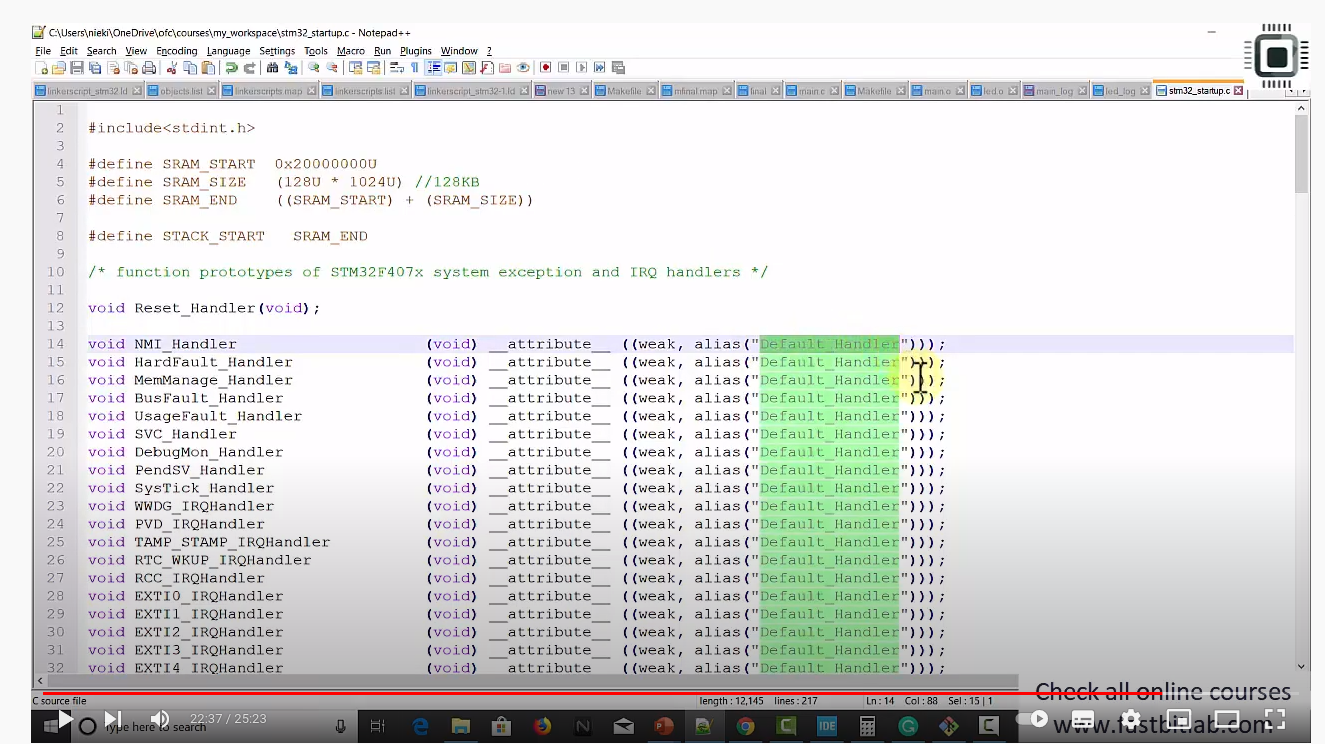 C:\Users\nieki\OneDrive\ofc\courses\my_workspace\stm32_startup.c - Notepad++
File Edit Search View Encoding Language Settings Tools Macro Run Plugins Window ?
linkerscript_stm32.ld objects.list linkerscripts.map linkerscripts.list linkerscript_stm32-1.ld new 13 Makefile mfinal.map final main.c Makefile main.o led.o main_log led_log stm32_startup.c
1
2 #include<stdint.h>
3
4 #define SRAM_START 0x20000000U
5 #define SRAM_SIZE (128U * 1024U) //128KB
6 #define SRAM_END ((SRAM_START) + (SRAM_SIZE))
7
8 #define STACK_START SRAM_END
9
10 /* function prototypes of STM32F407x system exception and IRQ handlers */
11
12 void Reset_Handler(void);
13
14 void NMI_Handler (void) __attribute__ ((weak, alias("Default_Handler")));
15 void HardFault_Handler (void) __attribute__ ((weak, alias("Default_Handler")));
16 void MemManage_Handler (void) __attribute__ ((weak, alias("Default_Handler")));
17 void BusFault_Handler (void) __attribute__ ((weak, alias("Default_Handler")));
18 void UsageFault_Handler (void) __attribute__ ((weak, alias("Default_Handler")));
19 void SVC_Handler (void) __attribute__ ((weak, alias("Default_Handler")));
20 void DebugMon_Handler (void) __attribute__ ((weak, alias("Default_Handler")));
21 void PendSV_Handler (void) __attribute__ ((weak, alias("Default_Handler")));
22 void SysTick_Handler (void) __attribute__ ((weak, alias("Default_Handler")));
23 void WWDG_IRQHandler (void) __attribute__ ((weak, alias("Default_Handler")));
24 void PVD_IRQHandler (void) __attribute__ ((weak, alias("Default_Handler")));
25 void TAMP_STAMP_IRQHandler (void) __attribute__ ((weak, alias("Default_Handler")));
26 void RTC_WKUP_IRQHandler (void) __attribute__ ((weak, alias("Default_Handler")));
27 void RCC_IRQHandler (void) __attribute__ ((weak, alias("Default_Handler")));
28 void EXTI0_IRQHandler (void) __attribute__ ((weak, alias("Default_Handler")));
29 void EXTI1_IRQHandler (void) __attribute__ ((weak, alias("Default_Handler")));
30 void EXTI2_IRQHandler (void) __attribute__ ((weak, alias("Default_Handler")));
31 void EXTI3_IRQHandler (void) __attribute__ ((weak, alias("Default_Handler")));
32 void EXTI4_IRQHandler (void) __attribute__ ((weak, alias("Default_Handler")));
C source file length : 12,145 lines : 217 Ln : 14 Col : 88 Sel : 15 | 1
Check all online courses
22:37 / 25:23
Type here to search
IDE
www.fastbitlab.com